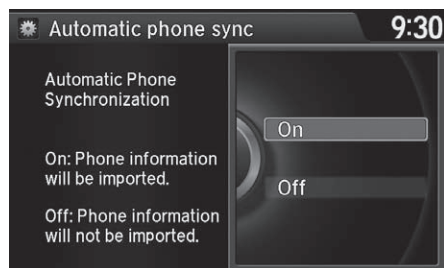 Automatic phone sync
9:30
Automatic Phone
Synchronization
On: Phone information
will be imported.
Off: Phone information
will not be imported.
On
Off